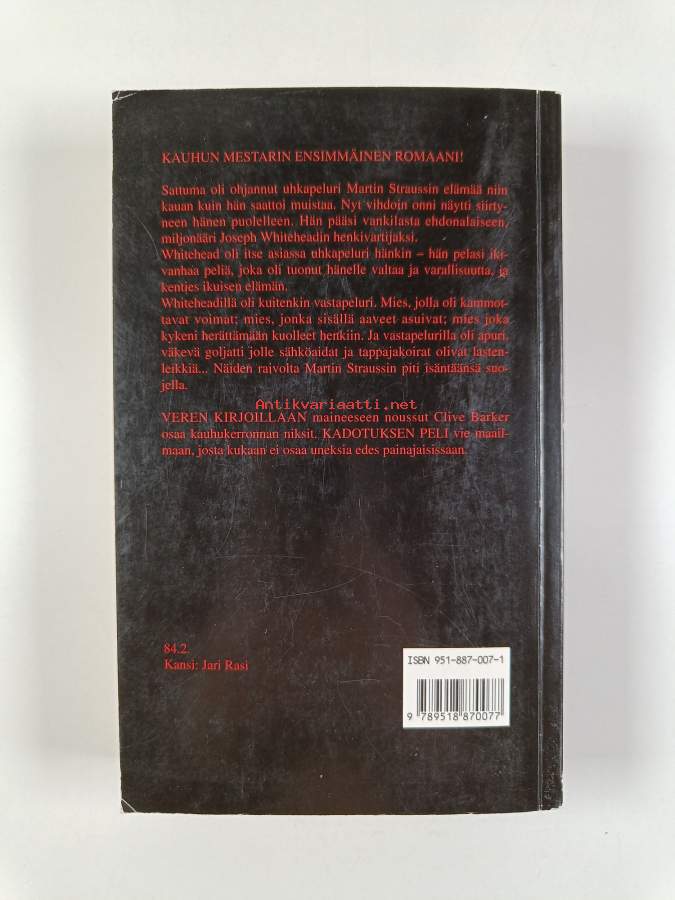 KAUHUN MESTARIN ENSIMMÄINEN ROMAANI!
Sattuma oli ohjannut uhkapeluri Martin Straussin elämää niin
kauan kuin hän saattoi muistaa. Nyt vihdoin onni näytti siirty-
neen hänen puolelleen. Hän pääsi vankilasta ehdonalaiseen,
miljonääri Joseph Whiteheadin henkivartijaksi.
Whitehead oli itse asiassa uhkapeluri hänkin – hän pelasi iki-
vanhaa peliä, joka oli tuonut hänelle valtaa ja varallisuutta, ja
kenties ikuisen elämän.
Whiteheadillä oli kuitenkin vastapeluri. Mies, jolla oli kammot-
tavat voimat; mies, jonka sisällä aaveet asuivat; mies joka
kykeni herättämään kuolleet henkiin. Ja vastapelurilla oli apuri,
väkevä goljatti jolle sähköaidat ja tappajakoirat olivat lasten-
leikkiä... Näiden raivolta Martin Straussin piti isäntäänsä suo-
jella.
Antikvariaatti.net
VEREN KIRJOILLAAN maineeseen noussut Clive Barker
osaa kauhukerronnan niksit. KADOTUKSEN PELI vie maail-
maan, josta kukaan ei osaa uneksia edes painajaisissaan.
84.2.
Kansi: Jari Rasi
ISBN 951-887-007-1
9 789518 870077